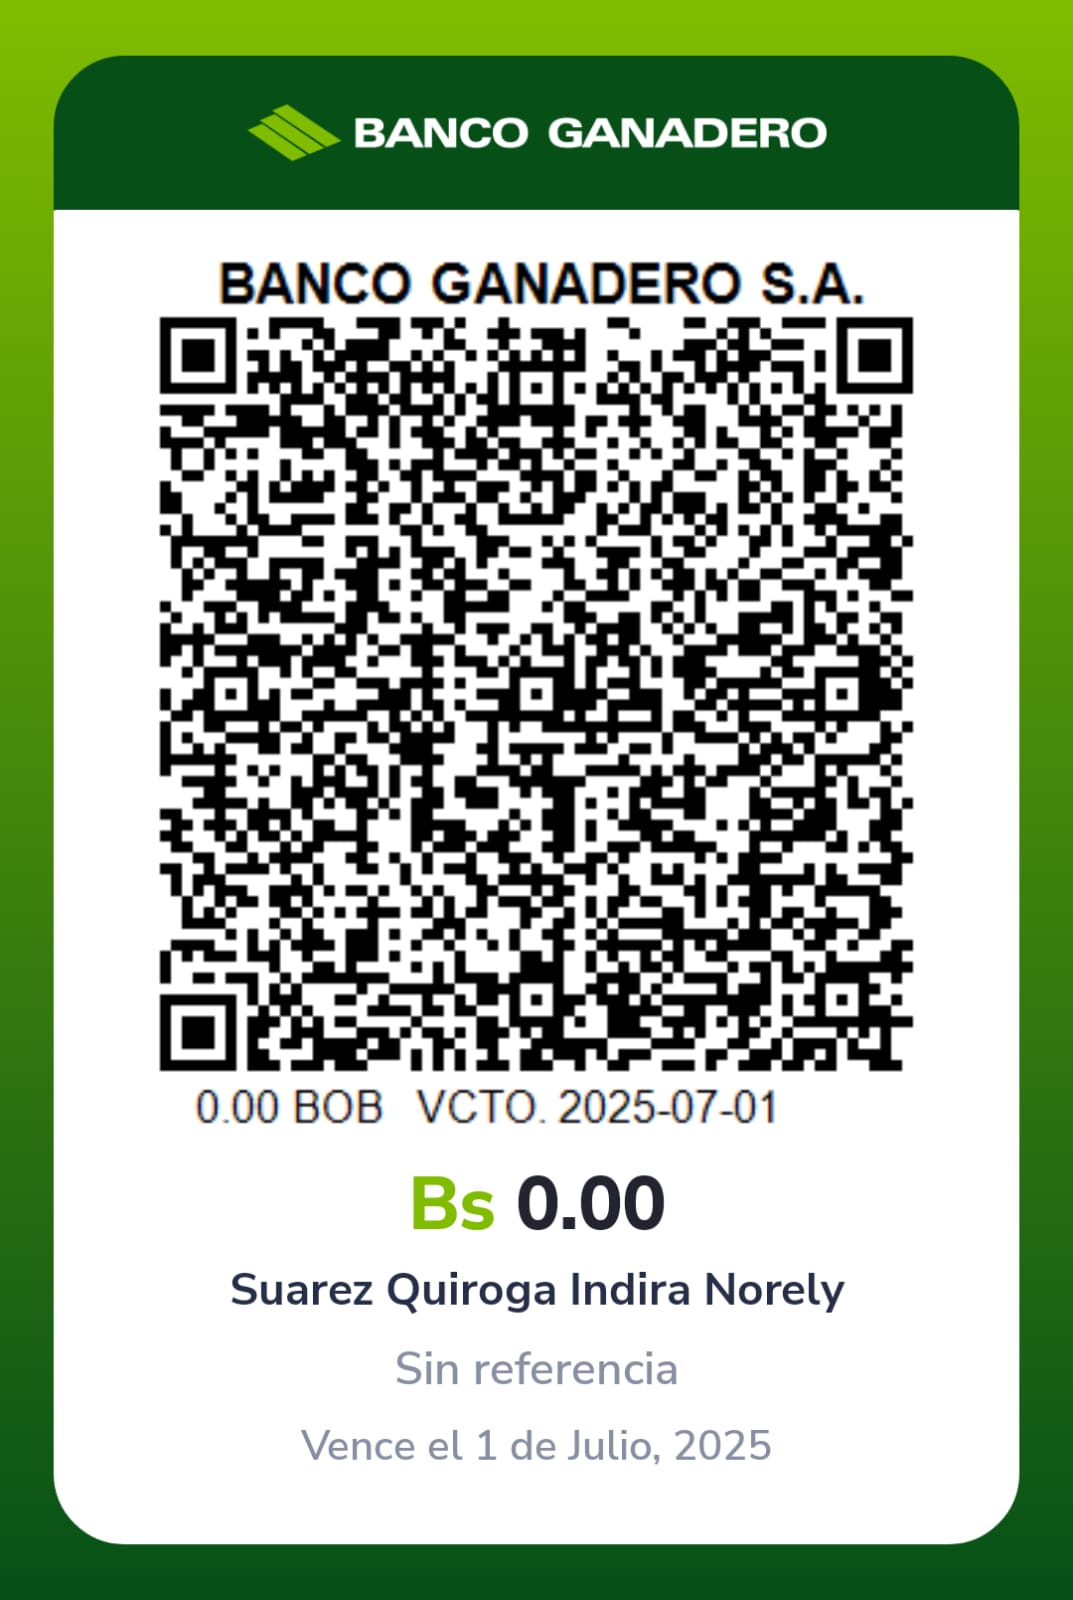 BANCO GANADERO
BANCO GANADERO S.A.
0.00 BOB VCTO. 2025-07-01
Bs 0.00
Suarez Quiroga Indira Norely
Sin referencia
Vence el 1 de Julio, 2025